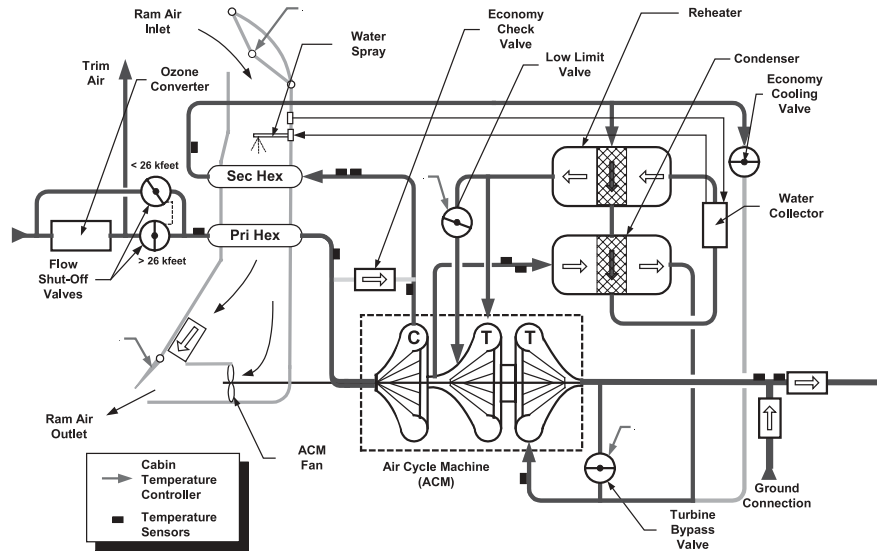 Ram Air
Inlet
Water
Spray
Economy
Check
Valve
Low Limit
Valve
Reheater
Condenser
Economy
Cooling
Valve
Trim
Air
Ozone
Converter
< 26 kfeet
Sec Hex
Pri Hex
> 26 kfeet
Flow
Shut-Off
Valves
Water
Collector
C
T
T
Ram Air
Outlet
ACM
Fan
Air Cycle Machine
(ACM)
Turbine
Bypass
Valve
Ground
Connection
Cabin
Temperature
Controller
Temperature
Sensors